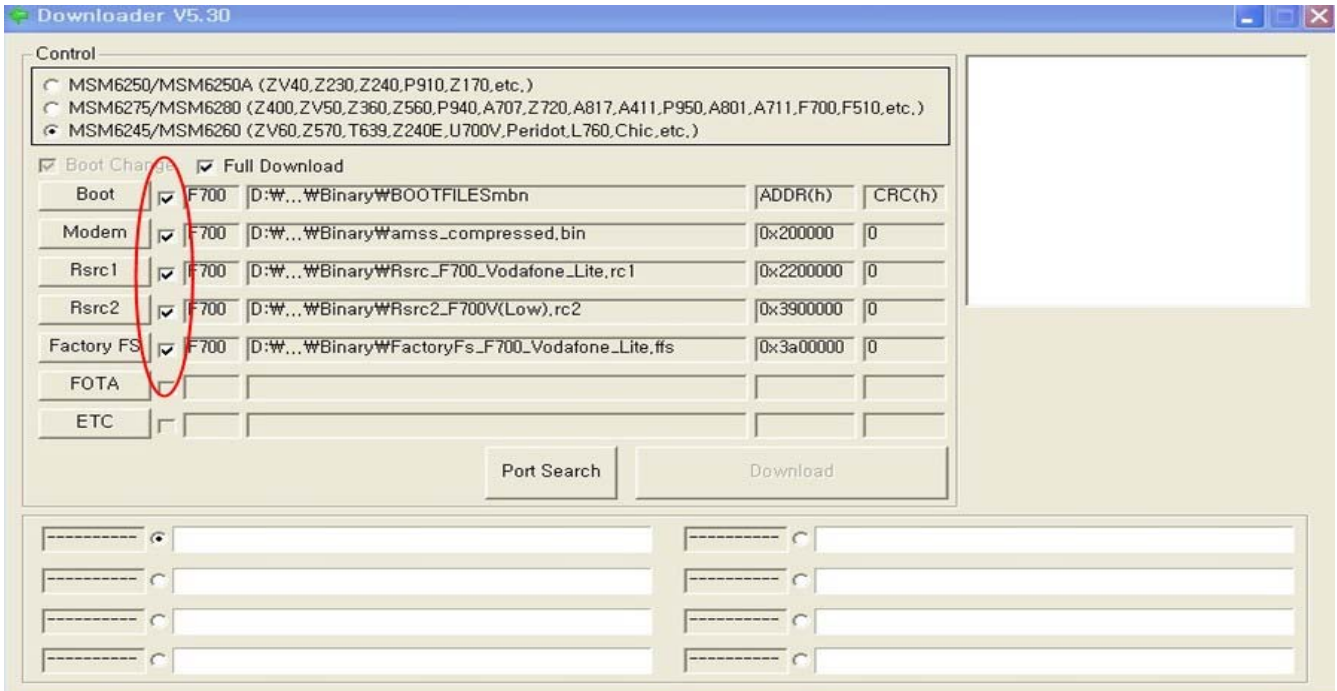 Downloader V5.30
Control
MSM6250/MSM6250A (ZV40,Z230,Z240,P910,Z170,etc,)
MSM6275/MSM6280 (Z400,ZV50,Z360,Z560,P940,A707,Z720,A817,A411,P950,A801,A711,F700,F510,etc,)
MSM6245/MSM6260 (ZV60,Z570,T639,Z240E,U700V,Peridot,L760,Chic,etc,)
Boot Change Full Download
Boot F700 D:₩...₩Binary₩BOOTFILESmbn ADDR(h) CRC(h)
Modem F700 D:₩...₩Binary₩amss_compressed,bin 0x200000 0
Rsrc1 F700 D:₩...₩Binary₩Rsrc_F700_Vodafone_Lite,rc1 0x2200000 0
Rsrc2 F700 D:₩...₩Binary₩Rsrc2_F700V(Low),rc2 0x3900000 0
Factory FS F700 D:₩...₩Binary₩FactoryFs_F700_Vodafone_Lite,ffs 0x3a00000 0
FOTA
ETC
Port Search Download
---------- ----------
---------- ----------
---------- ----------
---------- ----------